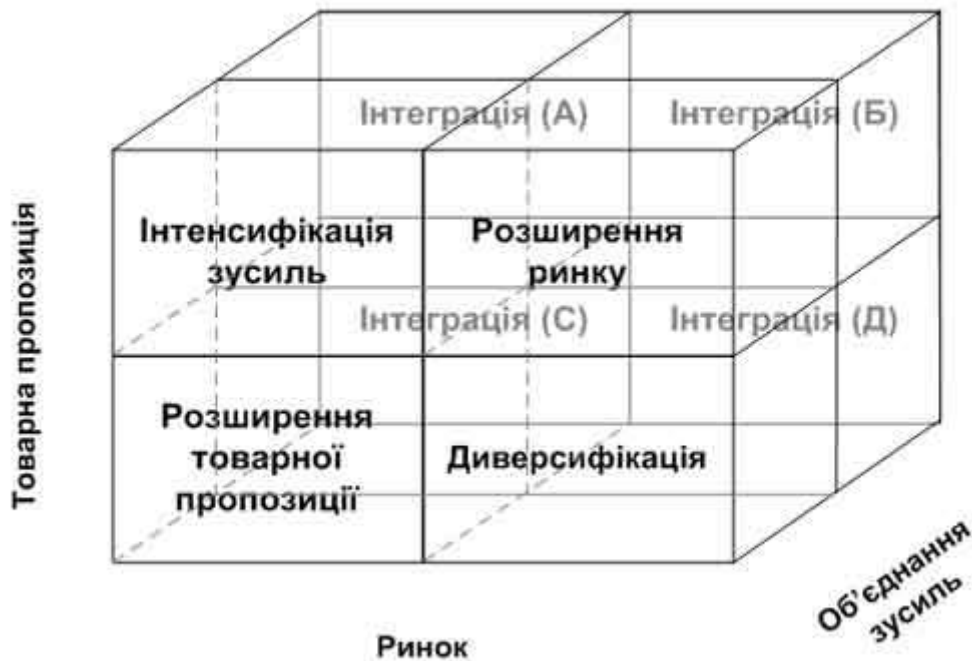 Інтеграція (А)
Інтеграція (Б)
Інтенсифікація
зусиль
Розширення
ринку
Інтеграція (С)
Інтеграція (Д)
Розширення
товарної
пропозиції
Диверсифікація
Товарна пропозиція
Ринок
Об’єднання
зусиль